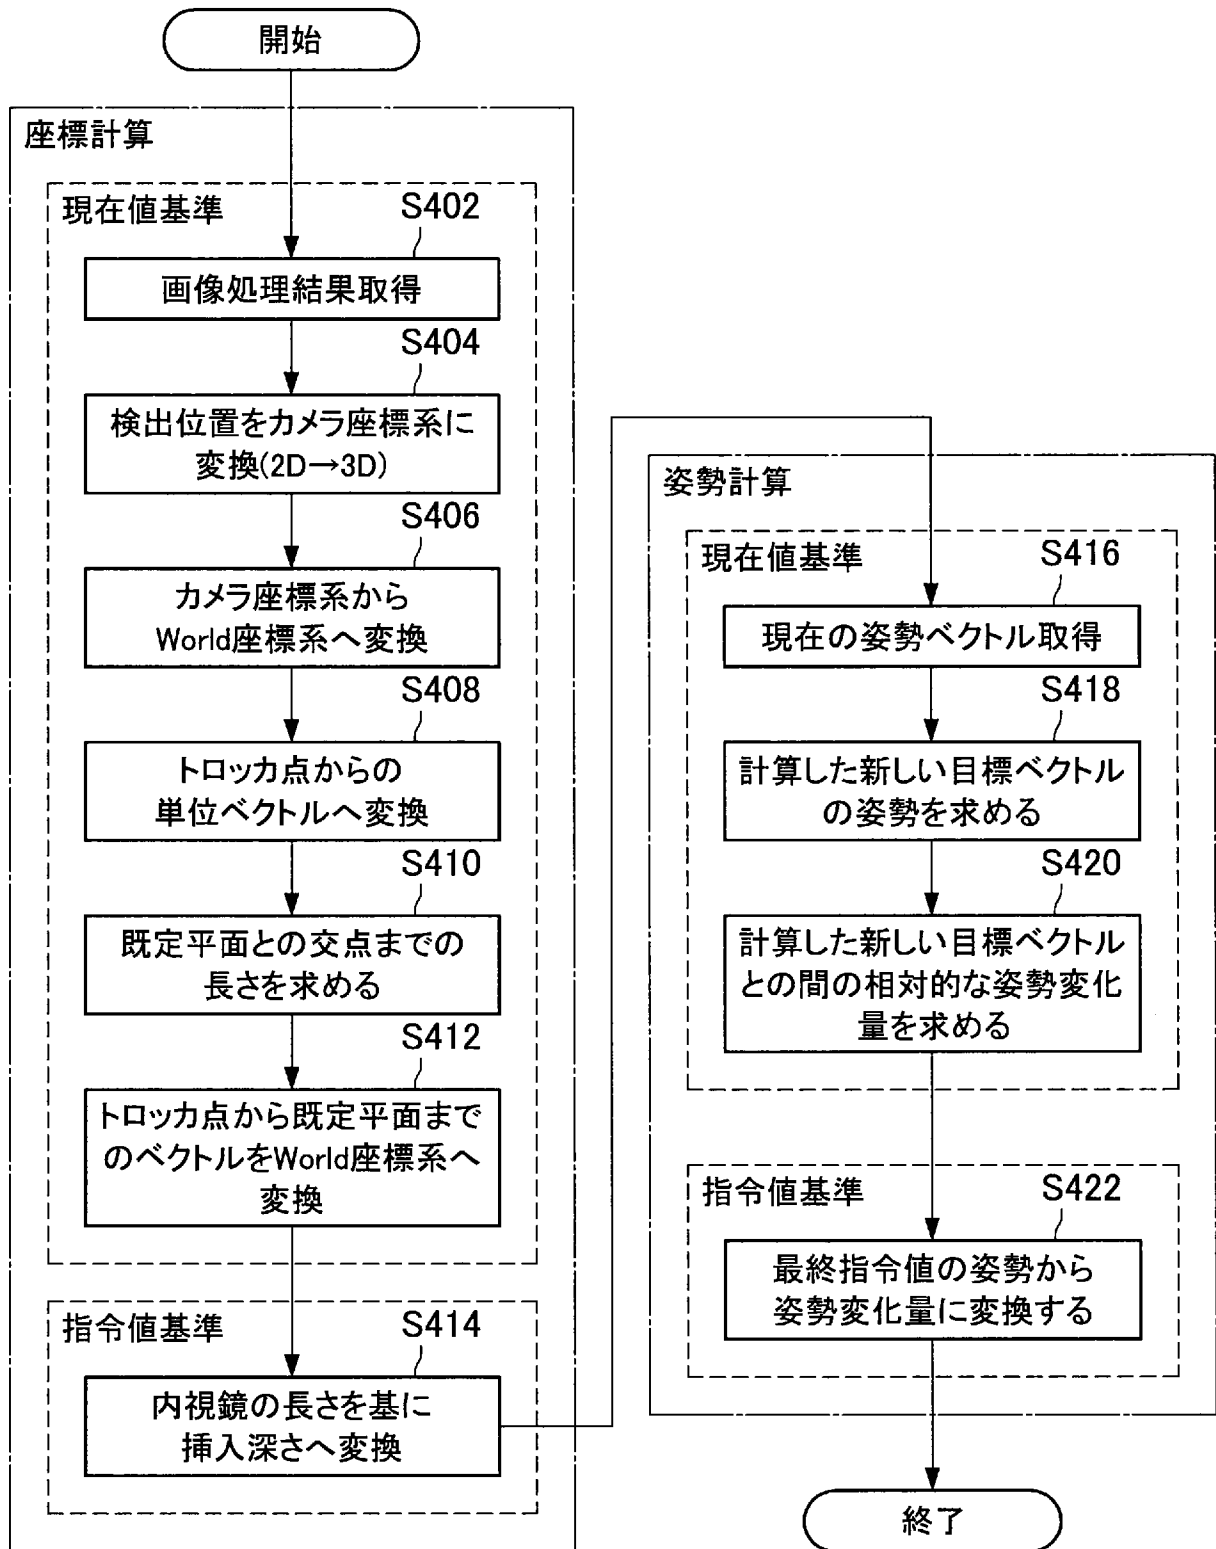 開始
座標計算
現在値基準
S402
画像処理結果取得
S404
検出位置をカメラ座標系に
変換(2D→3D)
S406
カメラ座標系から
World座標系へ変換
S408
トロッカ点からの
単位ベクトルへ変換
S410
既定平面との交点までの
長さを求める
S412
トロッカ点から既定平面まで
のベクトルをWorld座標系へ
変換
指令値基準
S414
内視鏡の長さを基に
挿入深さへ変換
姿勢計算
現在値基準
S416
現在の姿勢ベクトル取得
S418
計算した新しい目標ベクトル
の姿勢を求める
S420
計算した新しい目標ベクトル
との間の相対的な姿勢変化
量を求める
指令値基準
S422
最終指令値の姿勢から
姿勢変化量に変換する
終了